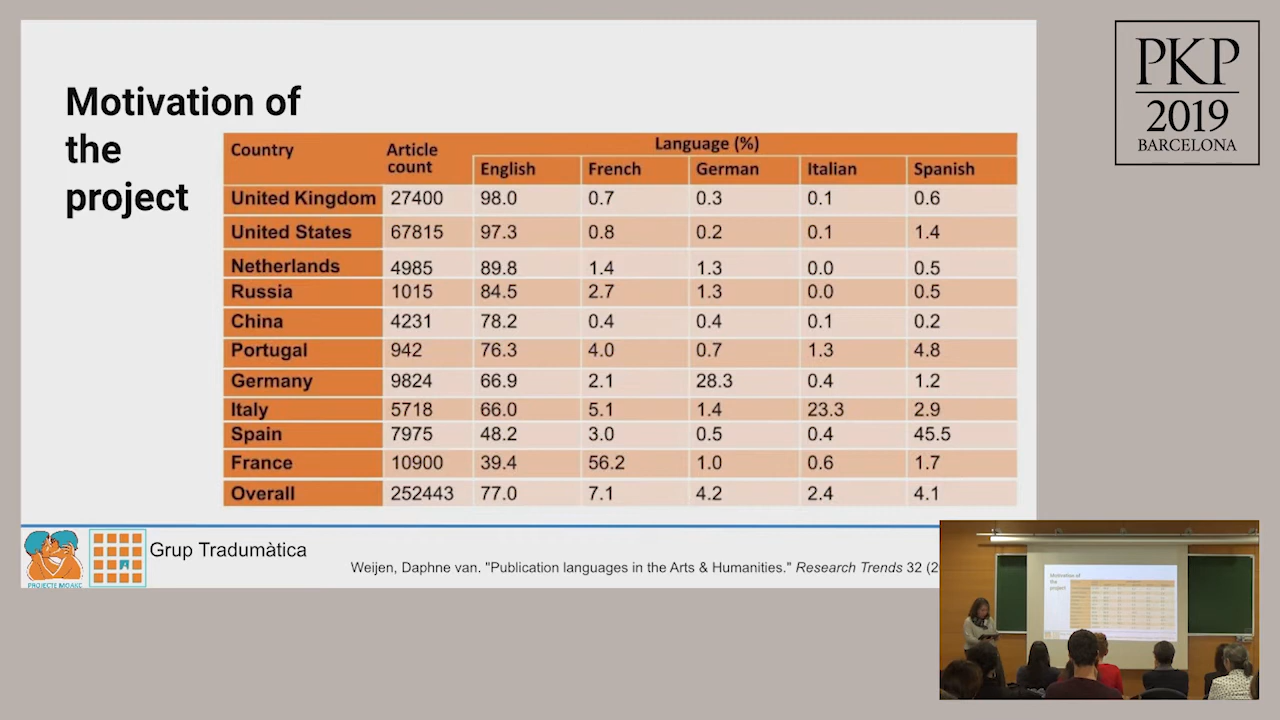 Motivation of
the
project
Country Article count Language (%)
English French German Italian Spanish
United Kingdom 27400 98.0 0.7 0.3 0.1 0.6
United States 67815 97.3 0.8 0.2 0.1 1.4
Netherlands 4985 89.8 1.4 1.3 0.0 0.5
Russia 1015 84.5 2.7 1.3 0.0 0.5
China 4231 78.2 0.4 0.4 0.1 0.2
Portugal 942 76.3 4.0 0.7 1.3 4.8
Germany 9824 66.9 2.1 28.3 0.4 1.2
Italy 5718 66.0 5.1 1.4 23.3 2.9
Spain 7975 48.2 3.0 0.5 0.4 45.5
France 10900 39.4 56.2 1.0 0.6 1.7
Overall 252443 77.0 7.1 4.2 2.4 4.1
PROJECTE MOAKE
Grup Tradumàtica
Weijen, Daphne van. "Publication languages in the Arts & Humanities." Research Trends 32 (2
PKP
2019
BARCELONA
Motivation of
the
project